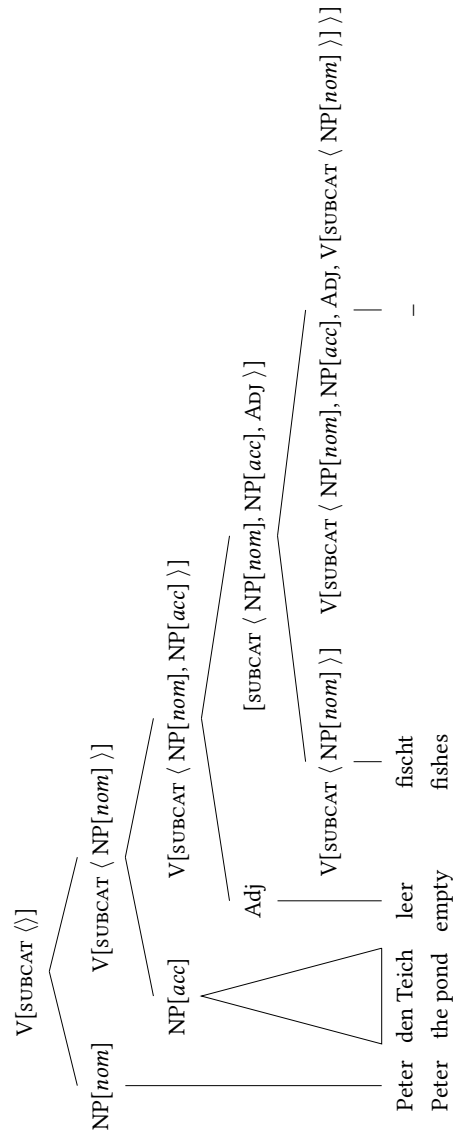 V[SUBCAT ⟨⟩]
NP[nom] V[SUBCAT ⟨ NP[nom] ⟩]
NP[acc] V[SUBCAT ⟨ NP[nom], NP[acc] ⟩]
Adj [SUBCAT ⟨ NP[nom], NP[acc], ADJ ⟩]
V[SUBCAT ⟨ NP[nom] ⟩] V[SUBCAT ⟨ NP[nom], NP[acc], ADJ, V[SUBCAT ⟨ NP[nom] ⟩] ⟩]
Peter den Teich leer fischt –
Peter the pond empty fishes